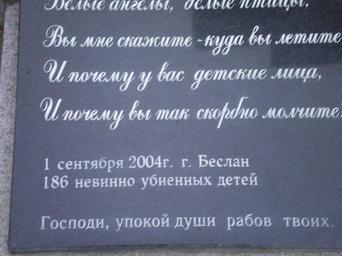 Белые ангелы, белые птицы.
Вы мне скажите - куда вы летите
И почему у вас детские лица,
И почему вы так скорбно молчите?
1 сентября 2004г. г. Беслан
186 невинно убиенных детей
Господи, упокой души рабов твоих.